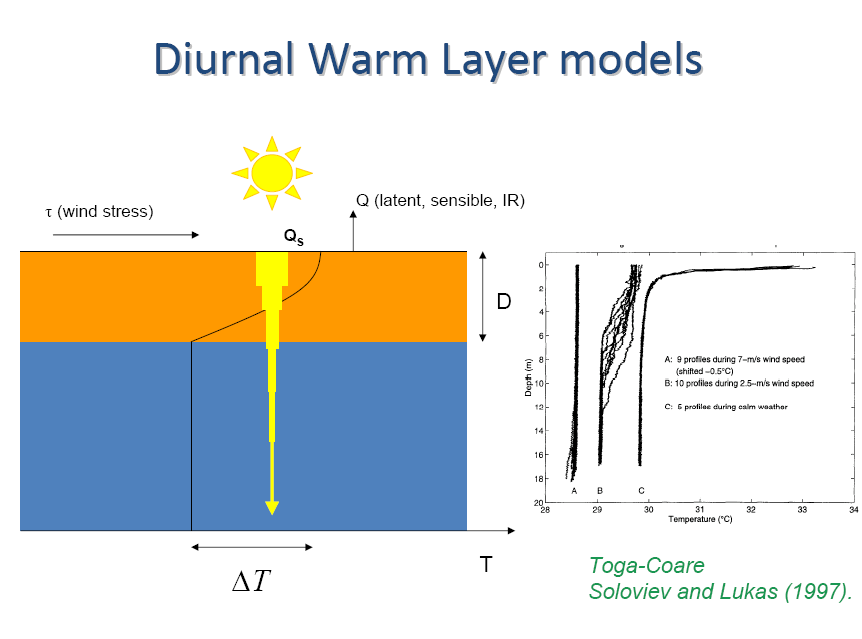 Diurnal Warm Layer models
τ (wind stress)
Q (latent, sensible, IR)
Qs
D
ΔT
T
0
2
4
6
8
10
12
14
16
18
20
Depth (m)
A: 9 profiles during 7–m/s wind speed
(shifted –0.5°C)
B: 10 profiles during 2.5–m/s wind speed
C: 5 profiles during calm weather
A B C
28 29 30 31 32 33 34
Temperature (°C)
Toga-Coare
Soloviev and Lukas (1997).